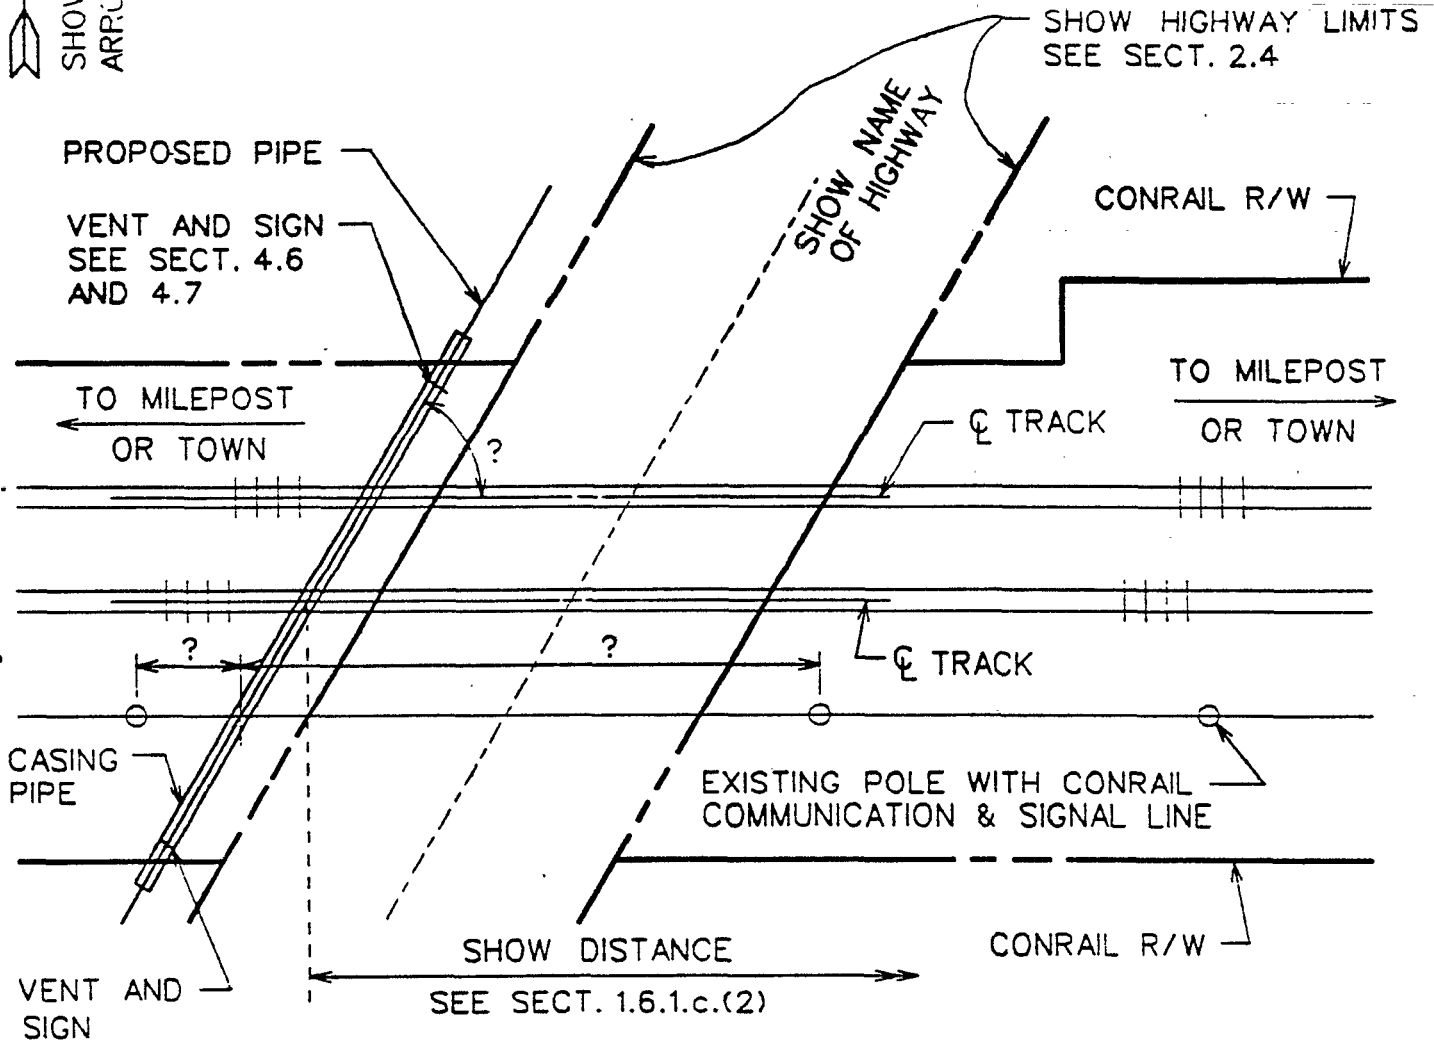 SHOW HIGHWAY LIMITS
SEE SECT. 2.4
PROPOSED PIPE
VENT AND SIGN
SEE SECT. 4.6
AND 4.7
SHOW NAME
OF HIGHWAY
CONRAIL R/W
TO MILEPOST
OR TOWN
TO MILEPOST
OR TOWN
℄ TRACK
?
?
?
℄ TRACK
CASING
PIPE
EXISTING POLE WITH CONRAIL
COMMUNICATION & SIGNAL LINE
SHOW DISTANCE
SEE SECT. 1.6.1.c.(2)
CONRAIL R/W
VENT AND
SIGN